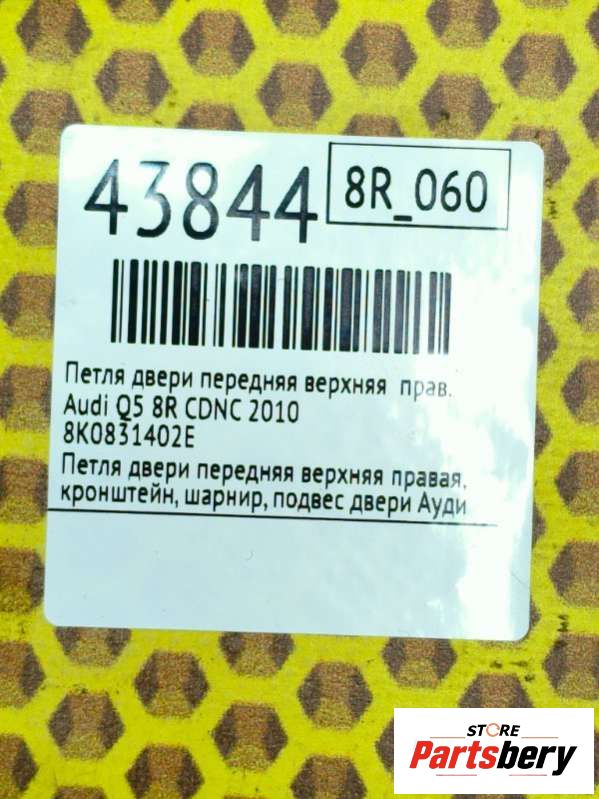 43844
8R_060
Петля двери передняя верхняя прав.
Audi Q5 8R CDNC 2010
8K0831402E
Петля двери передняя верхняя правая,
кронштейн, шарнир, подвес двери Ауди
STORE
Partsbery